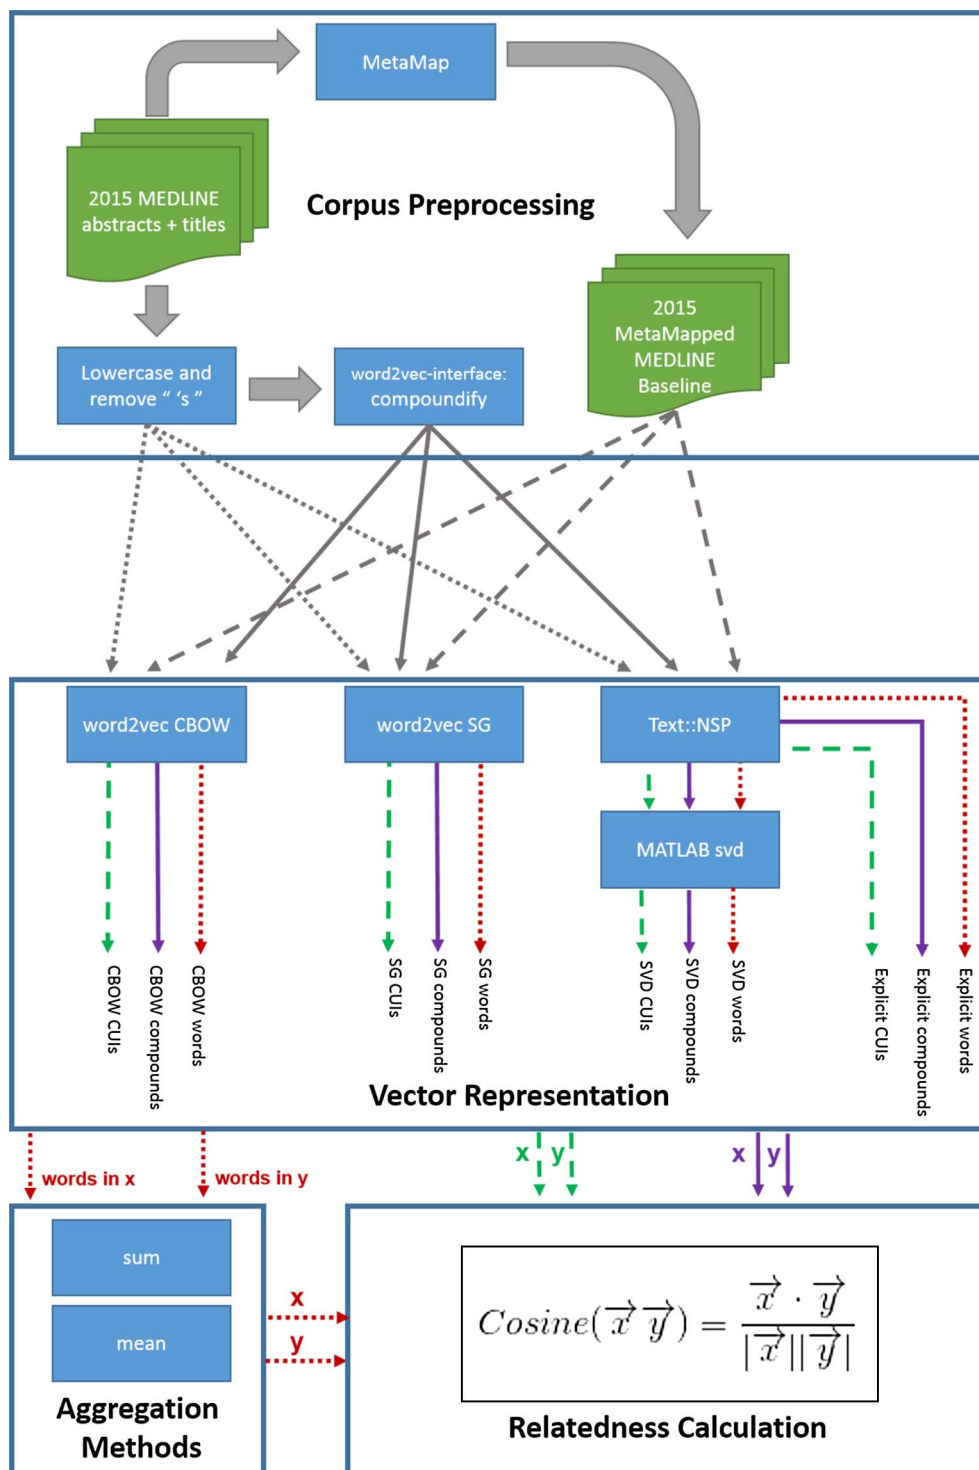 MetaMap
2015 MEDLINE
abstracts + titles
Corpus Preprocessing
2015
MetaMapped
MEDLINE
Baseline
Lowercase and
remove “ ‘s ”
word2vec-interface:
compoundify
word2vec CBOW
word2vec SG
Text::NSP
MATLAB svd
CBOW CUIs
CBOW compounds
CBOW words
SG CUIs
SG compounds
SG words
SVD CUIs
SVD compounds
SVD words
Explicit CUIs
Explicit compounds
Explicit words
Vector Representation
words in x
words in y
x
y
x
y
sum
mean
Aggregation
Methods
x
y
Cosine(x⃗ y⃗) = x⃗ · y⃗ / |x⃗||y⃗|
Relatedness Calculation